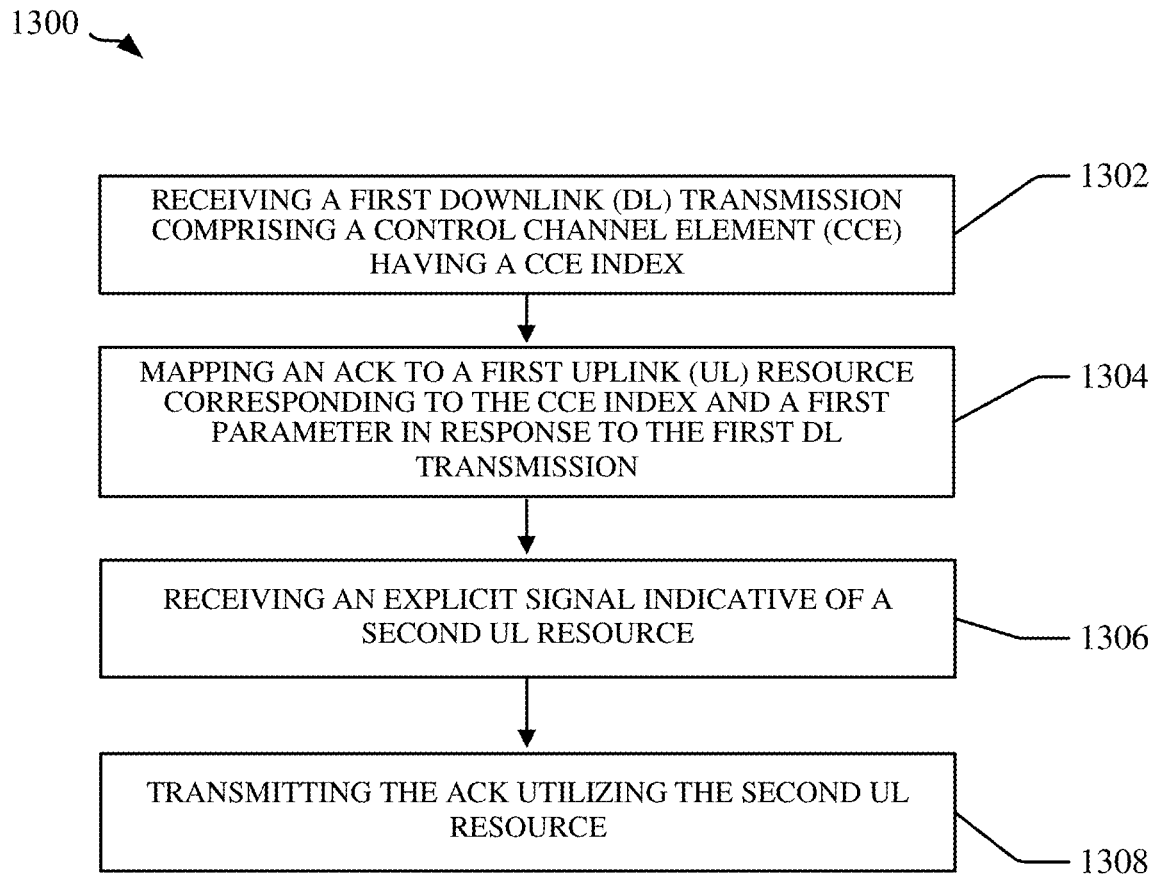 1300
1302
RECEIVING A FIRST DOWNLINK (DL) TRANSMISSION
COMPRISING A CONTROL CHANNEL ELEMENT (CCE)
HAVING A CCE INDEX
1304
MAPPING AN ACK TO A FIRST UPLINK (UL) RESOURCE
CORRESPONDING TO THE CCE INDEX AND A FIRST
PARAMETER IN RESPONSE TO THE FIRST DL
TRANSMISSION
RECEIVING AN EXPLICIT SIGNAL INDICATIVE OF A
SECOND UL RESOURCE
1306
TRANSMITTING THE ACK UTILIZING THE SECOND UL
RESOURCE
1308